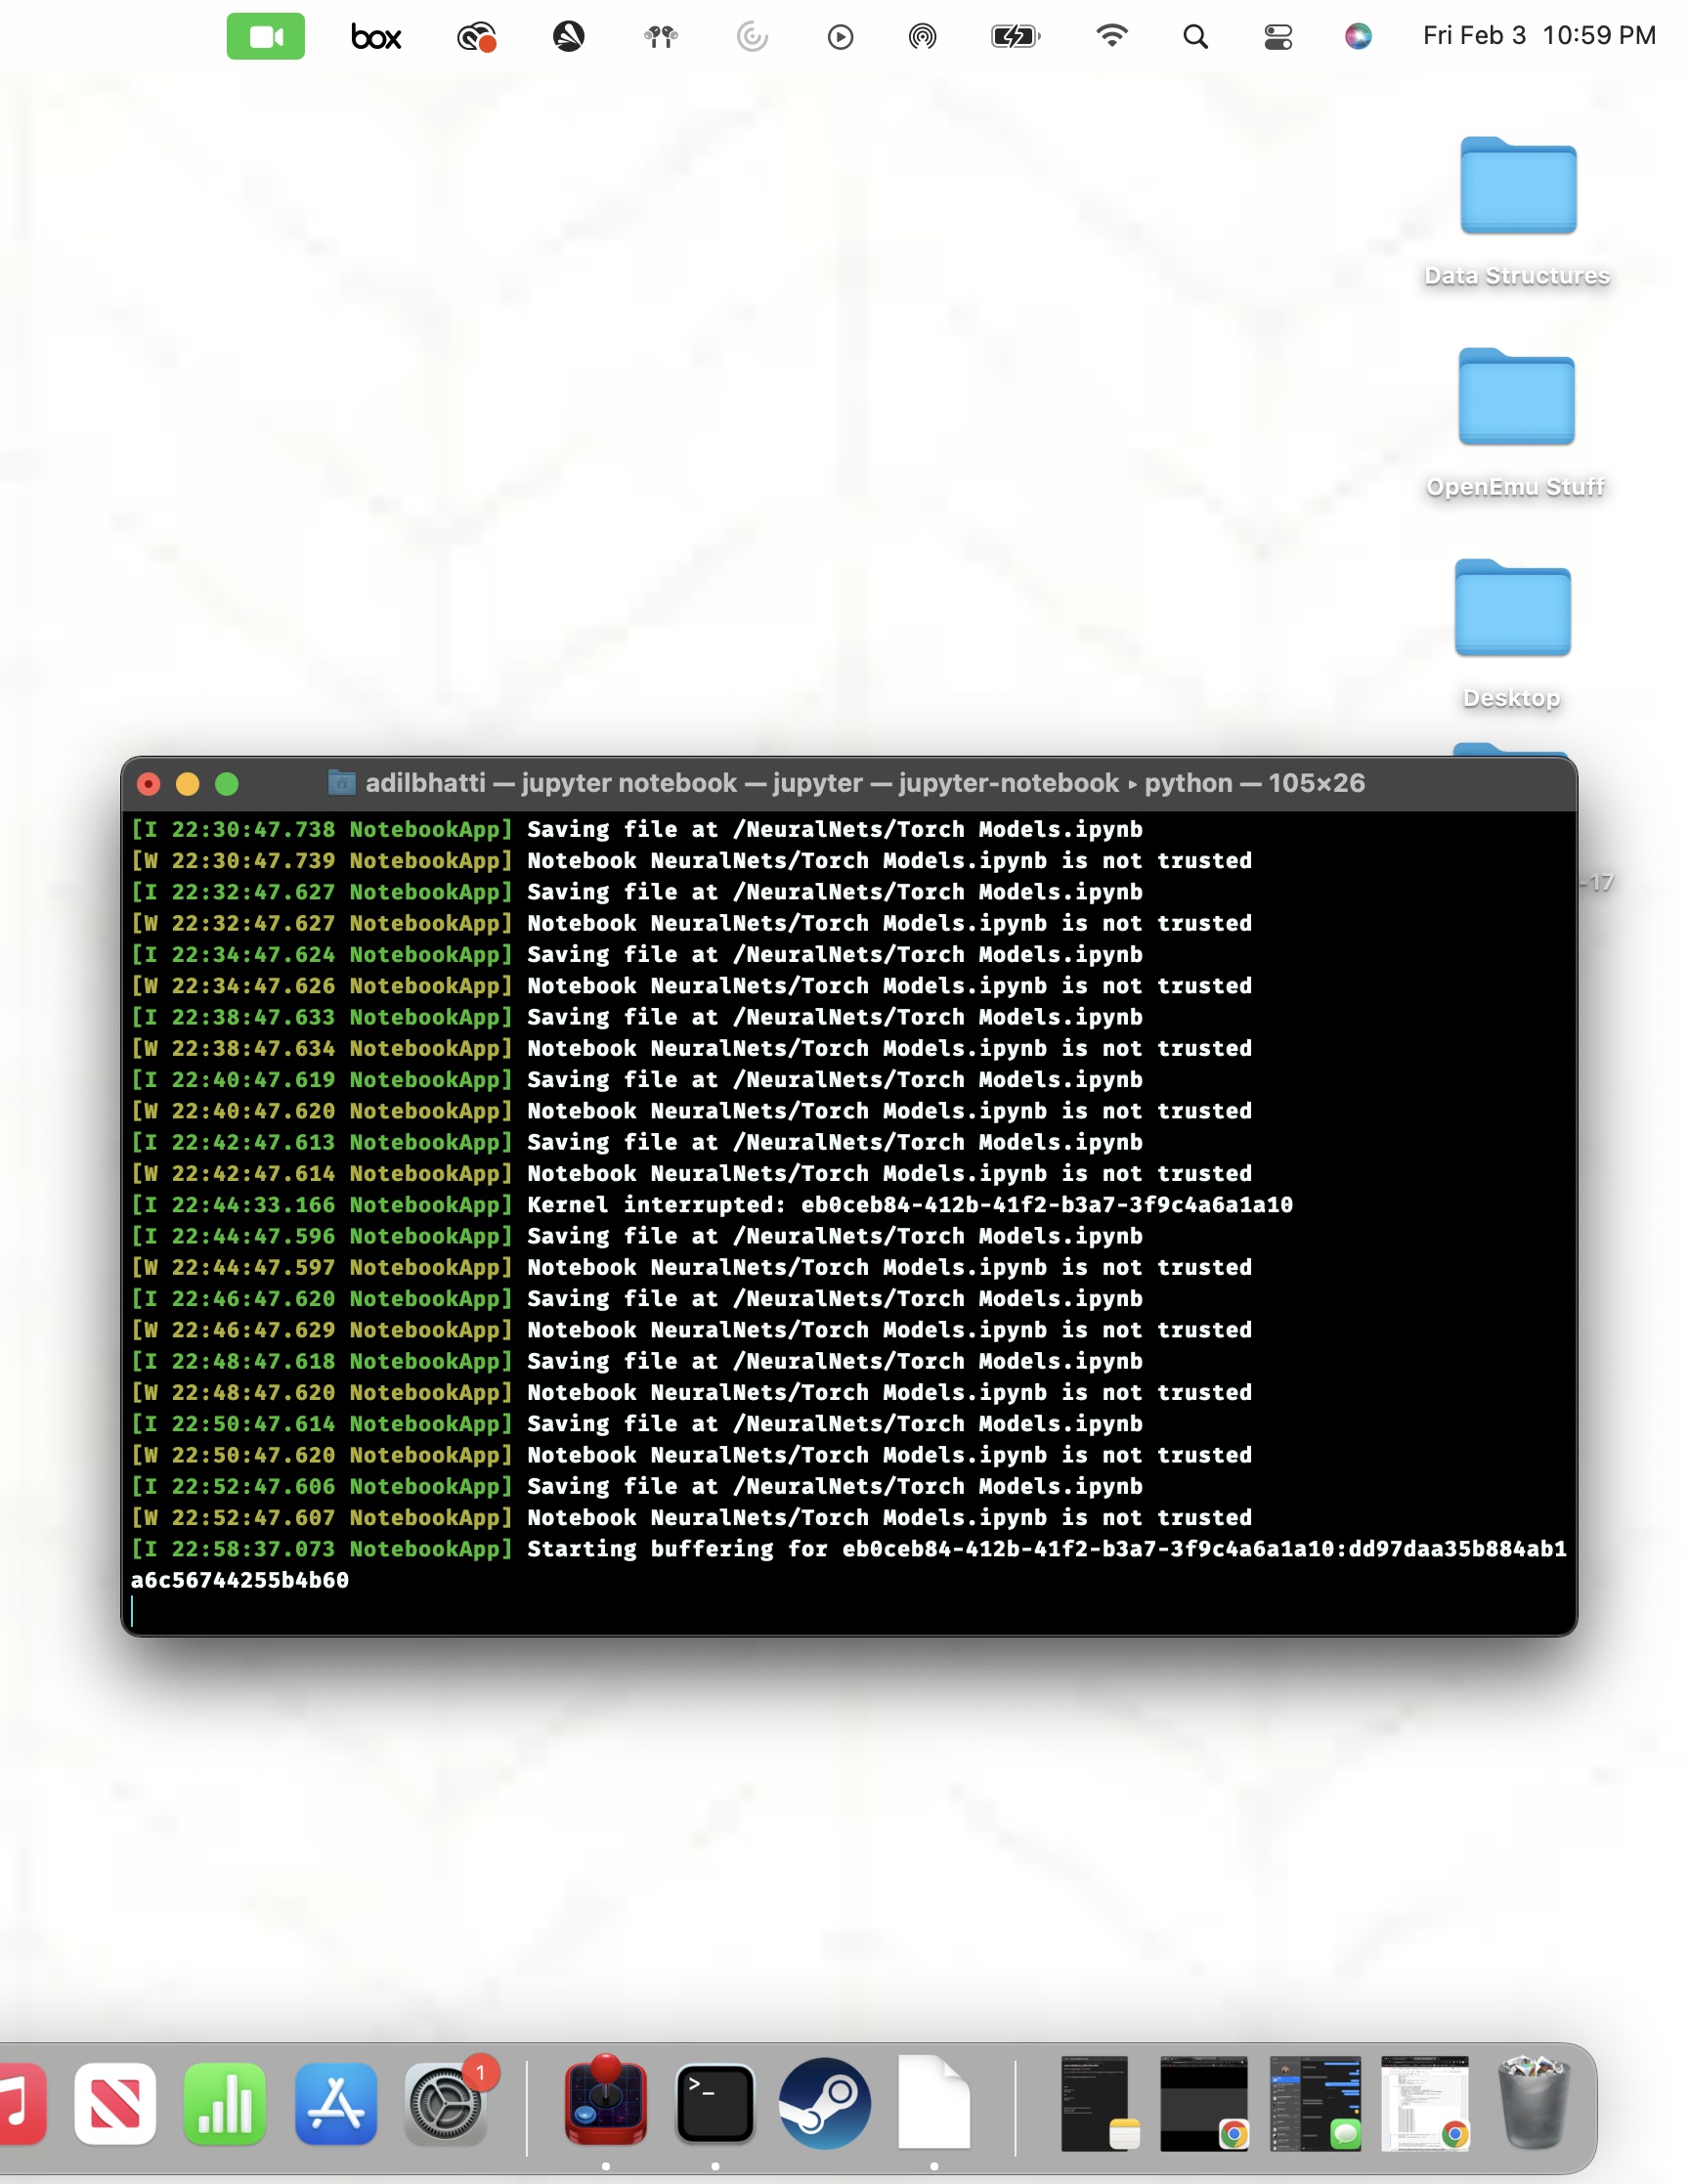 box
Fri Feb 3 10:59 PM
Data Structures
OpenEmu Stuff
Desktop
-17
adilbhatti — jupyter notebook — jupyter — jupyter-notebook ▸ python — 105×26
[I 22:30:47.738 NotebookApp] Saving file at /NeuralNets/Torch Models.ipynb
[W 22:30:47.739 NotebookApp] Notebook NeuralNets/Torch Models.ipynb is not trusted
[I 22:32:47.627 NotebookApp] Saving file at /NeuralNets/Torch Models.ipynb
[W 22:32:47.627 NotebookApp] Notebook NeuralNets/Torch Models.ipynb is not trusted
[I 22:34:47.624 NotebookApp] Saving file at /NeuralNets/Torch Models.ipynb
[W 22:34:47.626 NotebookApp] Notebook NeuralNets/Torch Models.ipynb is not trusted
[I 22:38:47.633 NotebookApp] Saving file at /NeuralNets/Torch Models.ipynb
[W 22:38:47.634 NotebookApp] Notebook NeuralNets/Torch Models.ipynb is not trusted
[I 22:40:47.619 NotebookApp] Saving file at /NeuralNets/Torch Models.ipynb
[W 22:40:47.620 NotebookApp] Notebook NeuralNets/Torch Models.ipynb is not trusted
[I 22:42:47.613 NotebookApp] Saving file at /NeuralNets/Torch Models.ipynb
[W 22:42:47.614 NotebookApp] Notebook NeuralNets/Torch Models.ipynb is not trusted
[I 22:44:33.166 NotebookApp] Kernel interrupted: eb0ceb84-412b-41f2-b3a7-3f9c4a6a1a10
[I 22:44:47.596 NotebookApp] Saving file at /NeuralNets/Torch Models.ipynb
[W 22:44:47.597 NotebookApp] Notebook NeuralNets/Torch Models.ipynb is not trusted
[I 22:46:47.620 NotebookApp] Saving file at /NeuralNets/Torch Models.ipynb
[W 22:46:47.629 NotebookApp] Notebook NeuralNets/Torch Models.ipynb is not trusted
[I 22:48:47.618 NotebookApp] Saving file at /NeuralNets/Torch Models.ipynb
[W 22:48:47.620 NotebookApp] Notebook NeuralNets/Torch Models.ipynb is not trusted
[I 22:50:47.614 NotebookApp] Saving file at /NeuralNets/Torch Models.ipynb
[W 22:50:47.620 NotebookApp] Notebook NeuralNets/Torch Models.ipynb is not trusted
[I 22:52:47.606 NotebookApp] Saving file at /NeuralNets/Torch Models.ipynb
[W 22:52:47.607 NotebookApp] Notebook NeuralNets/Torch Models.ipynb is not trusted
[I 22:58:37.073 NotebookApp] Starting buffering for eb0ceb84-412b-41f2-b3a7-3f9c4a6a1a10:dd97daa35b884ab1
a6c56744255b4b60
1
>_